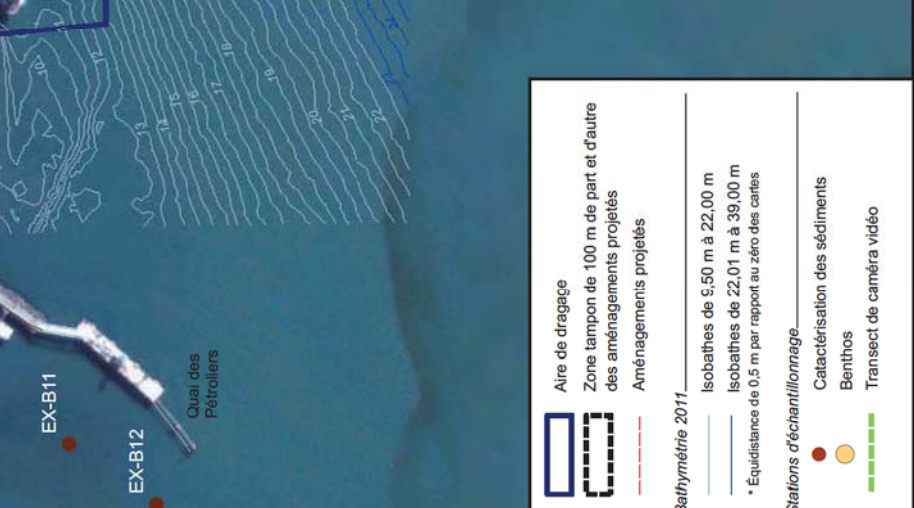 10
11
12
13
14
15
16
17
18
19
20
21
22
24
EX-B11
EX-B12
Quai des
Pétroliers
Aire de dragage
Zone tampon de 100 m de part et d'autre
des aménagements projetés
Aménagements projetés
Bathymétrie 2011
Isobathes de 9,50 m à 22,00 m
Isobathes de 22,01 m à 39,00 m
* Équidistance de 0,5 m par rapport au zéro des cartes
Stations d'échantillonnage
Catactérisation des sédiments
Benthos
Transect de caméra vidéo